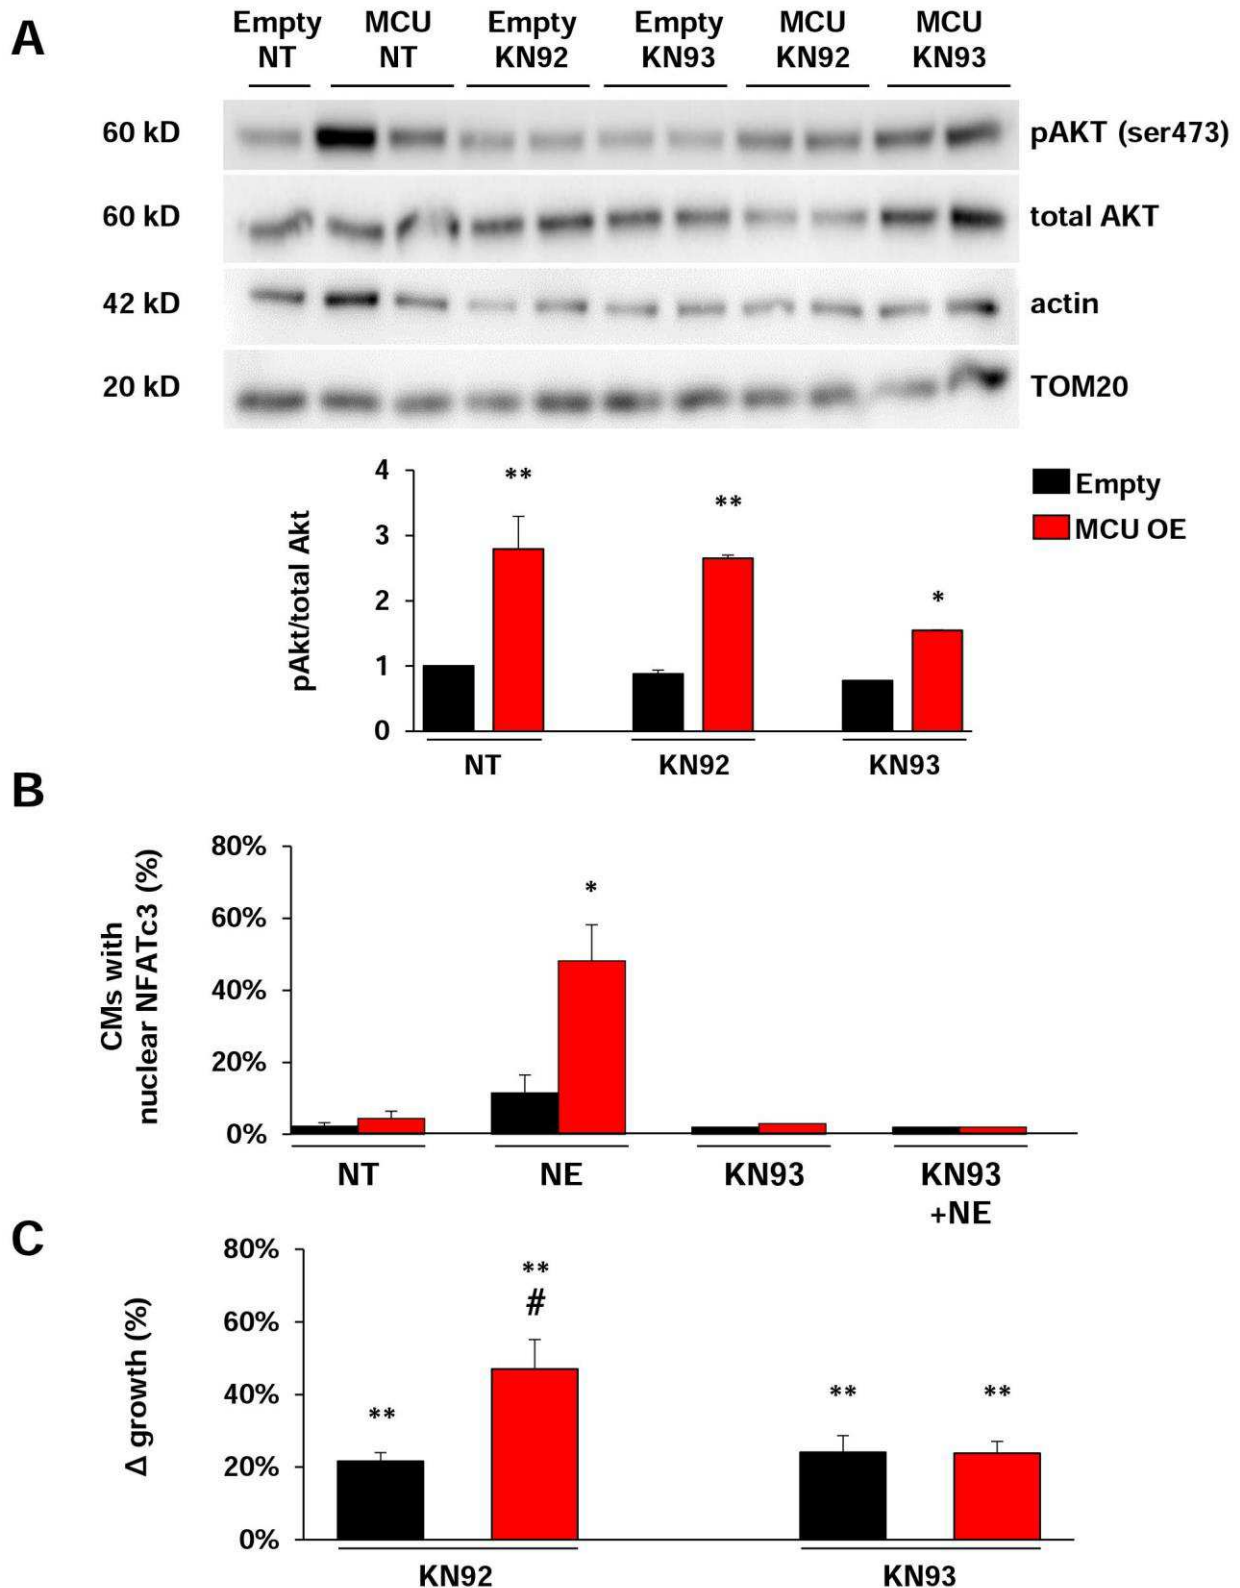 A
Empty NT
MCU NT
Empty KN92
Empty KN93
MCU KN92
MCU KN93
60 kD
pAKT (ser473)
60 kD
total AKT
42 kD
actin
20 kD
TOM20
pAkt/total Akt
4
3
2
1
0
**
**
*
NT
KN92
KN93
Empty
MCU OE
B
CMs with
nuclear NFATc3 (%)
80%
60%
40%
20%
0%
*
NT
NE
KN93
KN93
+NE
C
Δ growth (%)
80%
60%
40%
20%
0%
**
**
#
**
**
KN92
KN93